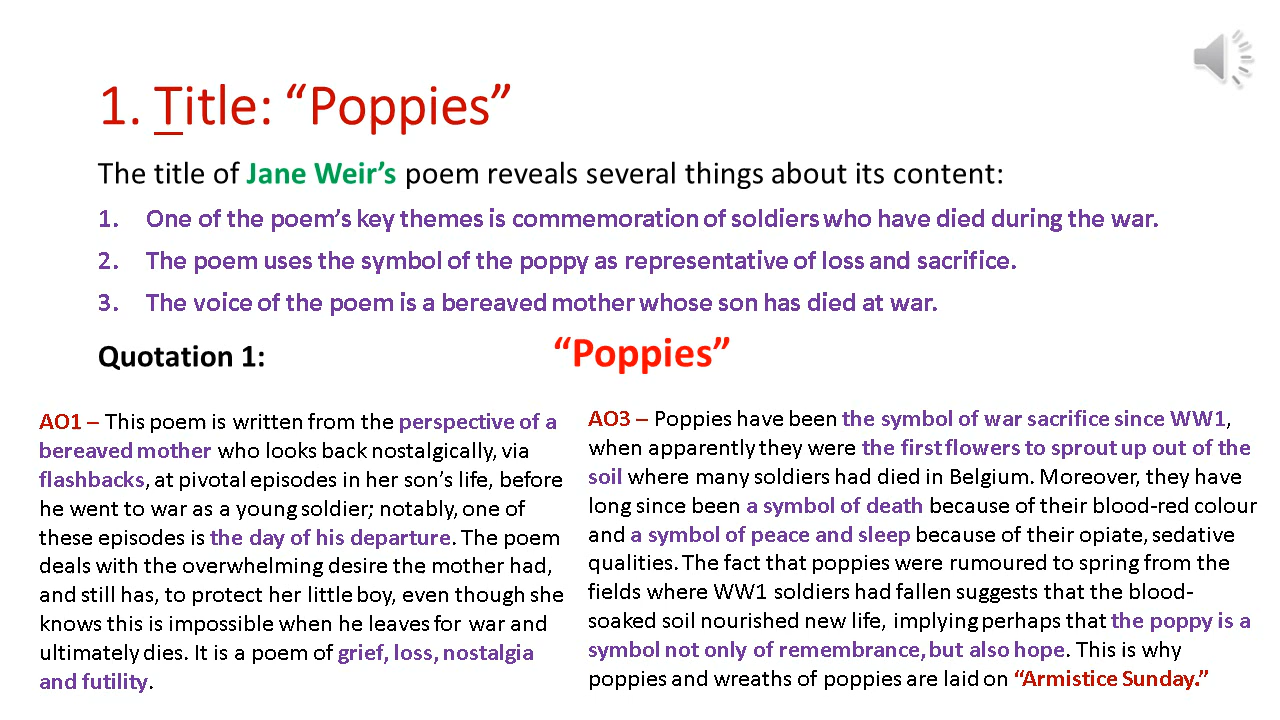 1. Title: “Poppies”
The title of Jane Weir’s poem reveals several things about its content:
1. One of the poem’s key themes is commemoration of soldiers who have died during the war.
2. The poem uses the symbol of the poppy as representative of loss and sacrifice.
3. The voice of the poem is a bereaved mother whose son has died at war.
Quotation 1: “Poppies”
AO1 – This poem is written from the perspective of a
bereaved mother who looks back nostalgically, via
flashbacks, at pivotal episodes in her son’s life, before
he went to war as a young soldier; notably, one of
these episodes is the day of his departure. The poem
deals with the overwhelming desire the mother had,
and still has, to protect her little boy, even though she
knows this is impossible when he leaves for war and
ultimately dies. It is a poem of grief, loss, nostalgia
and futility.
AO3 – Poppies have been the symbol of war sacrifice since WW1,
when apparently they were the first flowers to sprout up out of the
soil where many soldiers had died in Belgium. Moreover, they have
long since been a symbol of death because of their blood-red colour
and a symbol of peace and sleep because of their opiate, sedative
qualities. The fact that poppies were rumoured to spring from the
fields where WW1 soldiers had fallen suggests that the blood-
soaked soil nourished new life, implying perhaps that the poppy is a
symbol not only of remembrance, but also hope. This is why
poppies and wreaths of poppies are laid on “Armistice Sunday.”